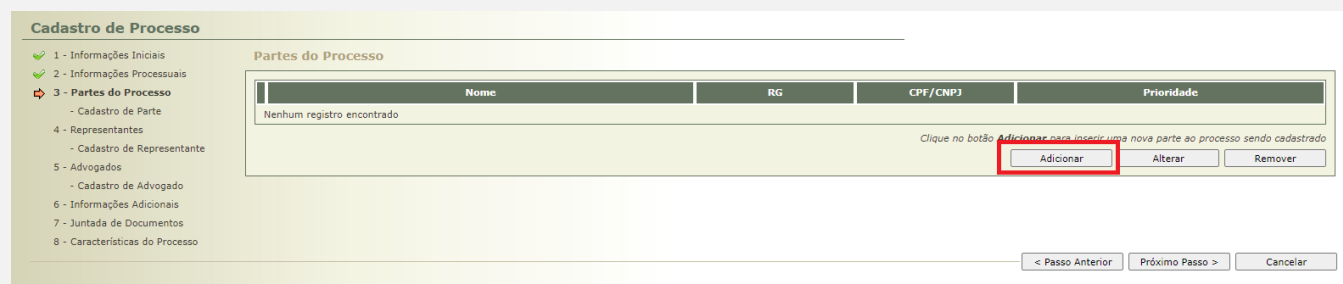 Cadastro de Processo
1 - Informações Iniciais
2 - Informações Processuais
3 - Partes do Processo
- Cadastro de Parte
4 - Representantes
- Cadastro de Representante
5 - Advogados
- Cadastro de Advogado
6 - Informações Adicionais
7 - Juntada de Documentos
8 - Características do Processo
Partes do Processo
Nome RG CPF/CNPJ Prioridade
Nenhum registro encontrado
Clique no botão Adicionar para inserir uma nova parte ao processo sendo cadastrado
Adicionar Alterar Remover
< Passo Anterior Próximo Passo > Cancelar